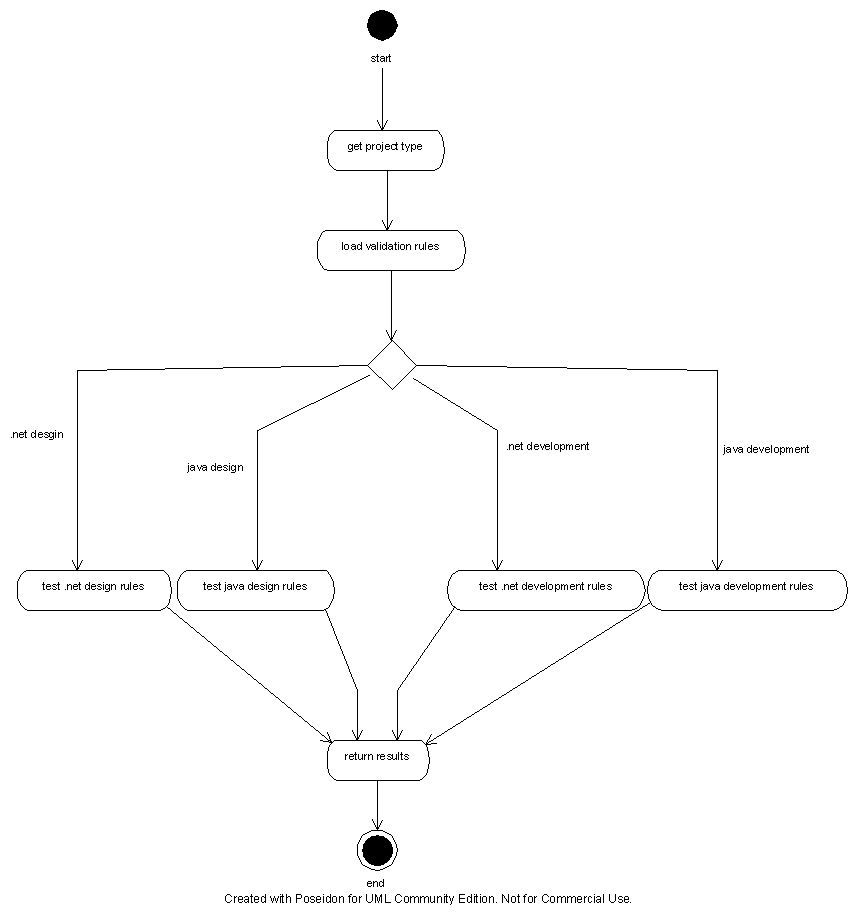 start
get project type
load validation rules
.net desgin
java design
.net development
java development
test .net design rules
test java design rules
test .net development rules
test java development rules
return results
end
Created with Poseidon for UML Community Edition. Not for Commercial Use.